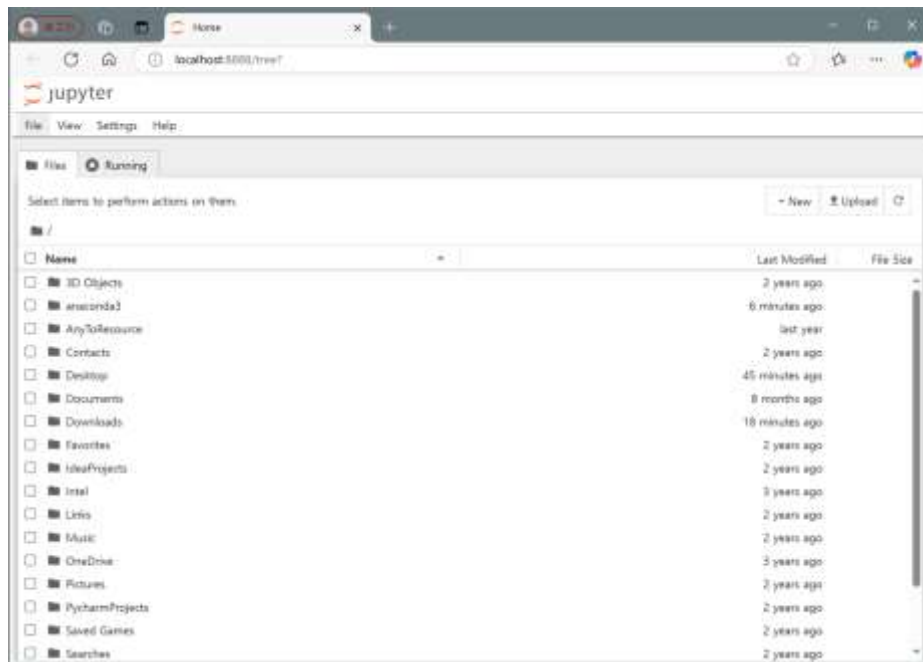 Home
localhost:8888/tree?
jupyter
File View Settings Help
Files Running
Select items to perform actions on them.
New Upload
/
Name Last Modified File Size
3D Objects 2 years ago
anaconda3 6 minutes ago
AnyToResource last year
Contacts 2 years ago
Desktop 45 minutes ago
Documents 8 months ago
Downloads 18 minutes ago
Favorites 2 years ago
IdeaProjects 2 years ago
Intel 3 years ago
Links 2 years ago
Music 2 years ago
OneDrive 3 years ago
Pictures 2 years ago
PycharmProjects 2 years ago
Saved Games 2 years ago
Searches 2 years ago